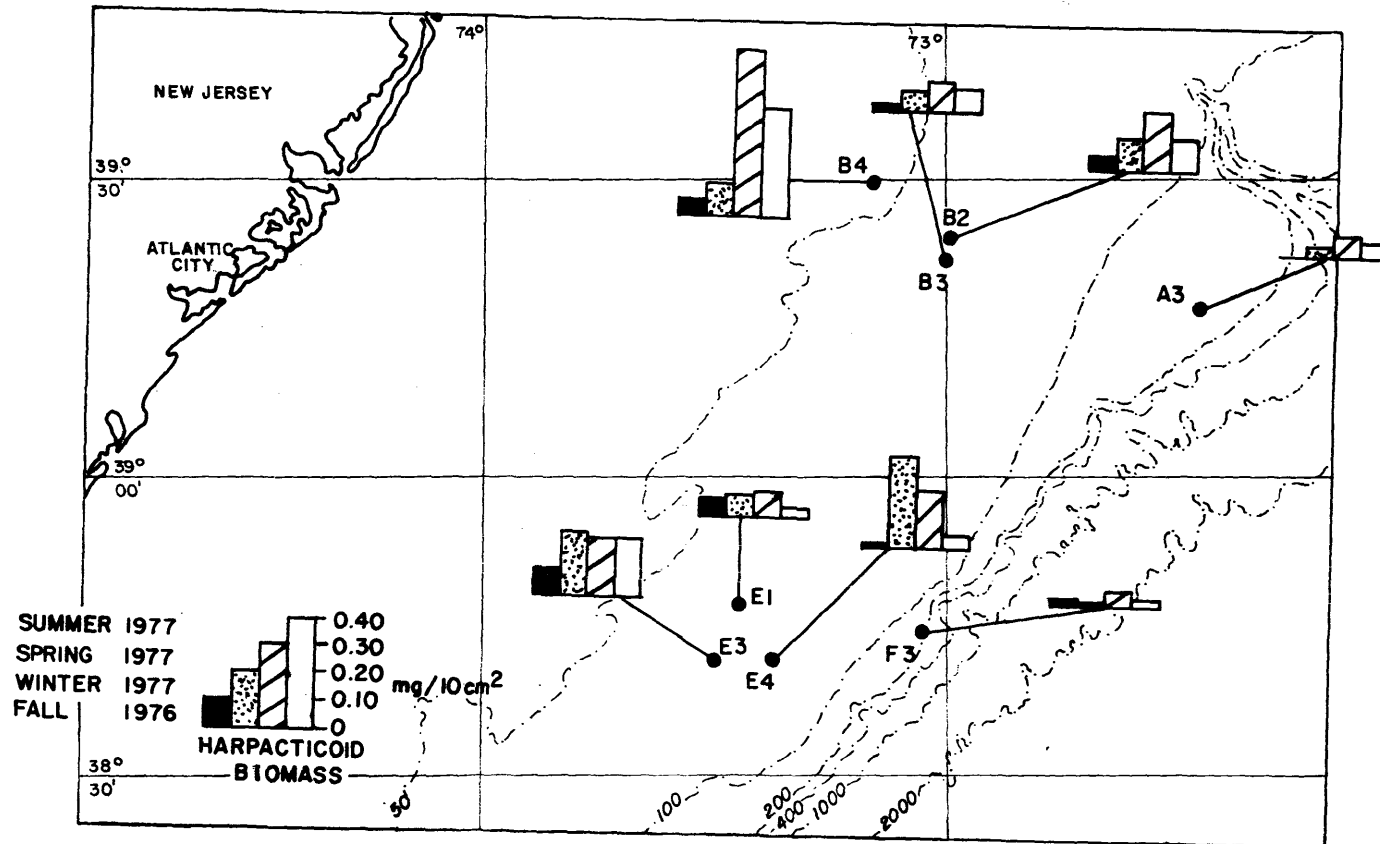 74°
73°
NEW JERSEY
39°
30'
B4
B2
B3
ATLANTIC
CITY
A3
39°
00'
E1
E3
E4
F3
SUMMER 1977
SPRING 1977
WINTER 1977
FALL 1976
0.40
0.30
0.20
0.10
0
mg/10cm²
HARPACTICOID
BIOMASS
38°
30'
50
100
200
400
1000
2000